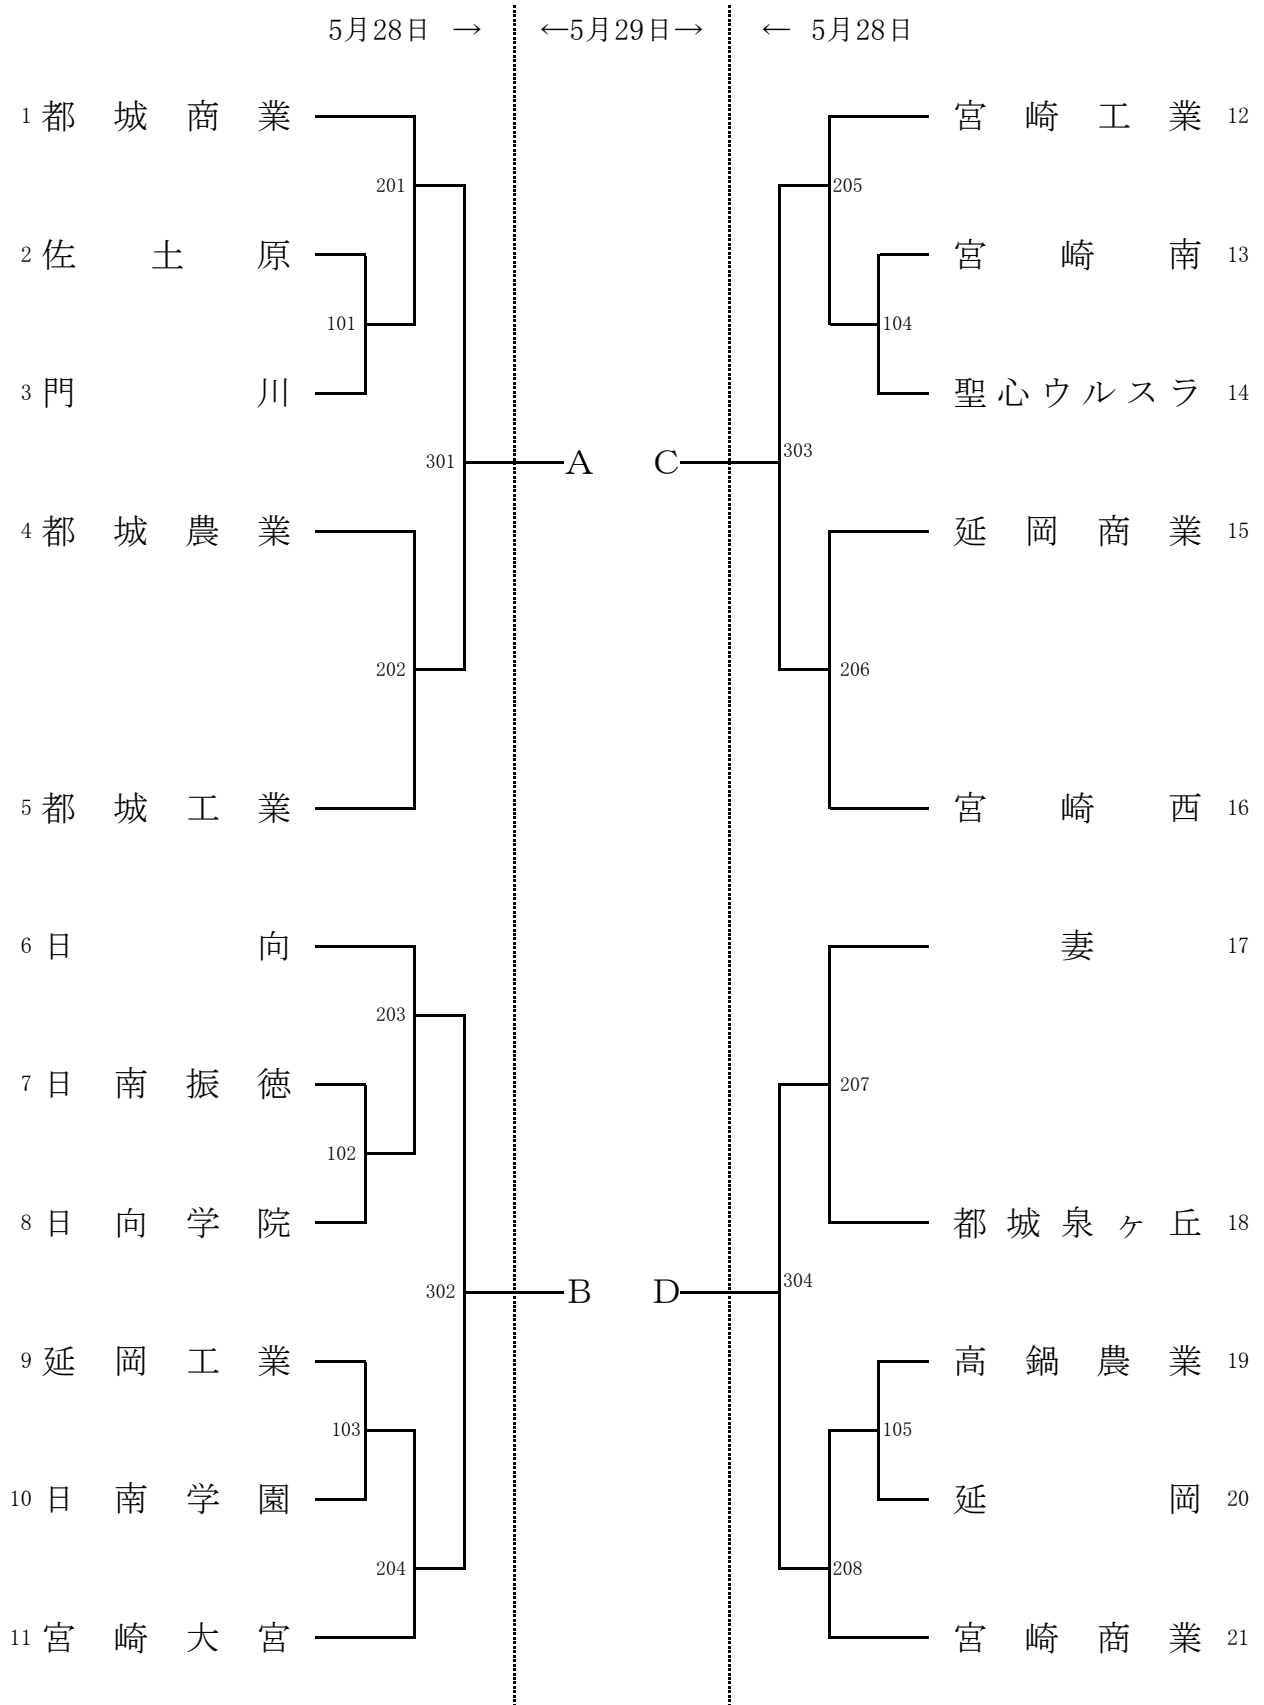 5月28日 → ←5月29日→ ← 5月28日
1 都城商業 宮崎工業 12
201 205
2 佐土原 宮崎南 13
101 104
3 門川 聖心ウルスラ 14
301 A C 303
4 都城農業 延岡商業 15
202 206
5 都城工業 宮崎西 16
6 日向 妻 17
203
7 日南振徳 207
102
8 日向学院 都城泉ヶ丘 18
302 B D 304
9 延岡工業 高鍋農業 19
103 105
10 日南学園 延岡 20
204 208
11 宮崎大宮 宮崎商業 21